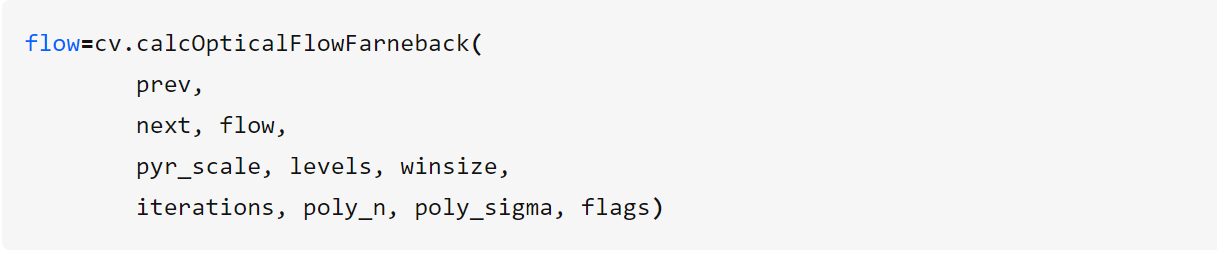 flow=cv.calcOpticalFlowFarneback(
prev,
next, flow,
pyr_scale, levels, winsize,
iterations, poly_n, poly_sigma, flags)